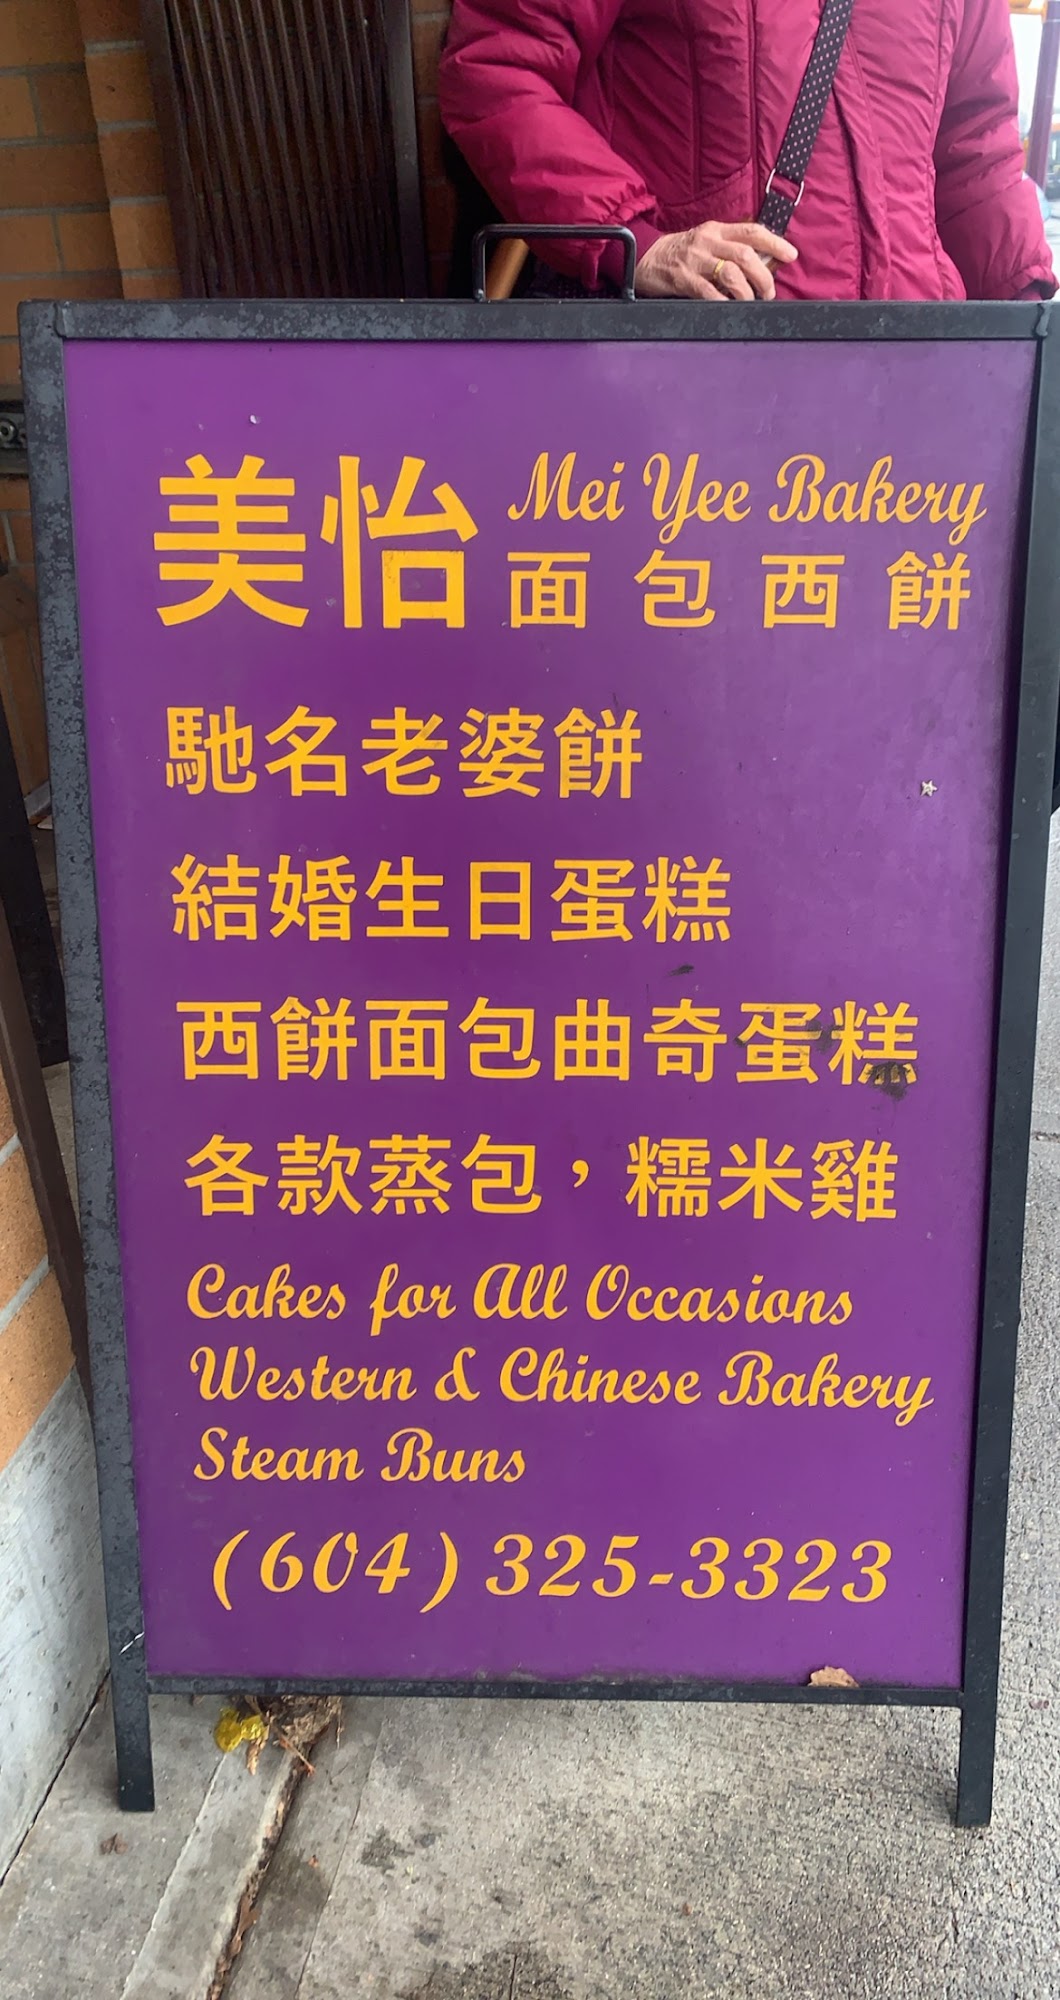 美怡 Mei Yee Bakery
面包西餅
馳名老婆餅
結婚生日蛋糕
西餅面包曲奇蛋糕
各款蒸包，糯米雞
Cakes for All Occasions
Western & Chinese Bakery
Steam Buns
(604) 325-3323